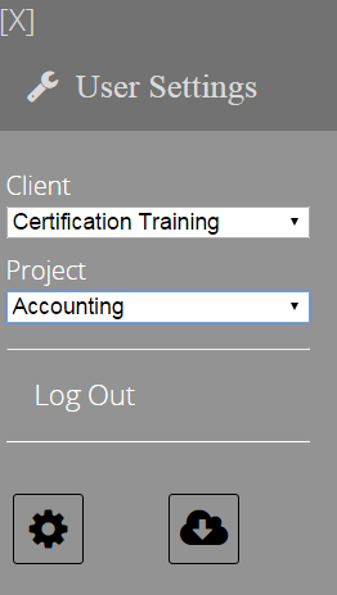 [X]
User Settings
Client
Certification Training
Project
Accounting
Log Out